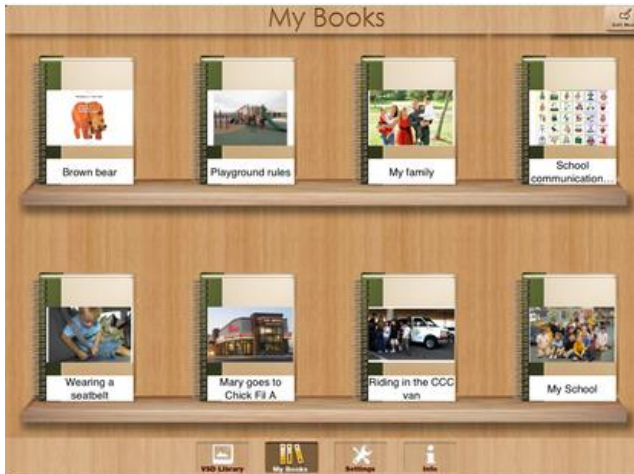 My Books
Brown bear
Playground rules
My family
School
communication...
Wearing a
seatbelt
Mary goes to
Chick Fil A
Riding in the CCC
van
My School
VSD Library
My Books
Settings
Info